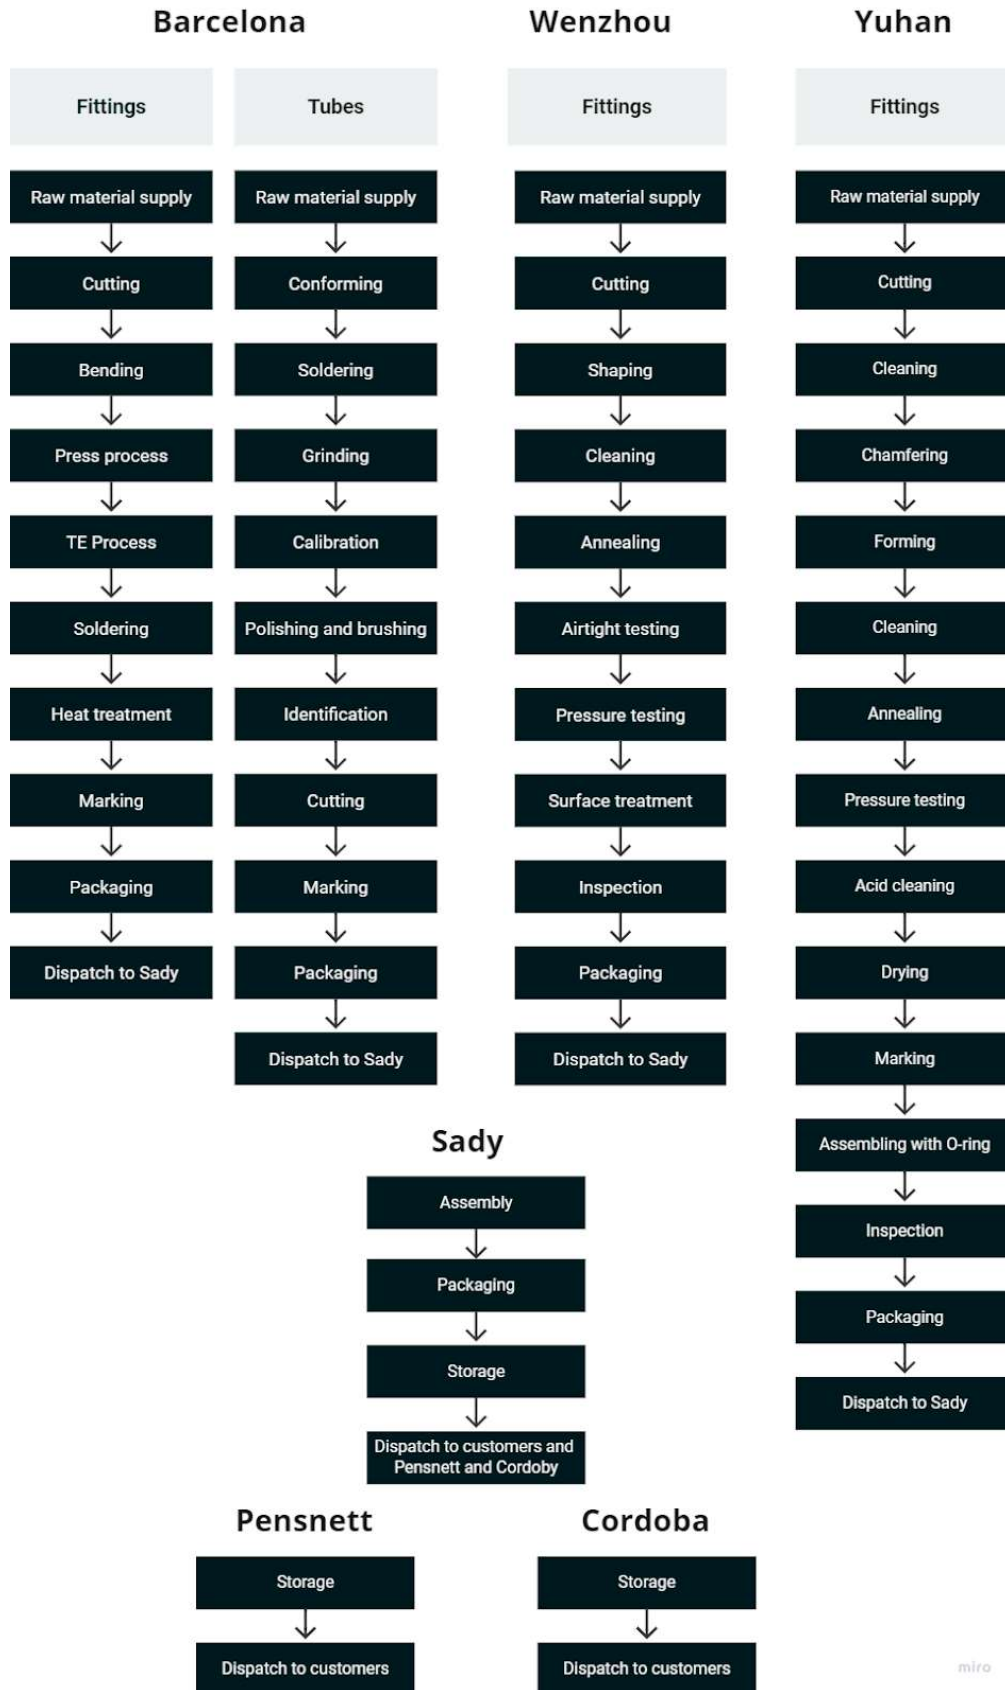 Barcelona
Fittings
Raw material supply
Cutting
Bending
Press process
TE Process
Soldering
Heat treatment
Marking
Packaging
Dispatch to Sady
Tubes
Raw material supply
Conforming
Soldering
Grinding
Calibration
Polishing and brushing
Identification
Cutting
Marking
Packaging
Dispatch to Sady
Wenzhou
Fittings
Raw material supply
Cutting
Shaping
Cleaning
Annealing
Airtight testing
Pressure testing
Surface treatment
Inspection
Packaging
Dispatch to Sady
Yuhan
Fittings
Raw material supply
Cutting
Cleaning
Chamfering
Forming
Cleaning
Annealing
Pressure testing
Acid cleaning
Drying
Marking
Assembling with O-ring
Inspection
Packaging
Dispatch to Sady
Sady
Assembly
Packaging
Storage
Dispatch to customers and
Pensnett and Cordoby
Pensnett
Storage
Dispatch to customers
Cordoba
Storage
Dispatch to customers
miro